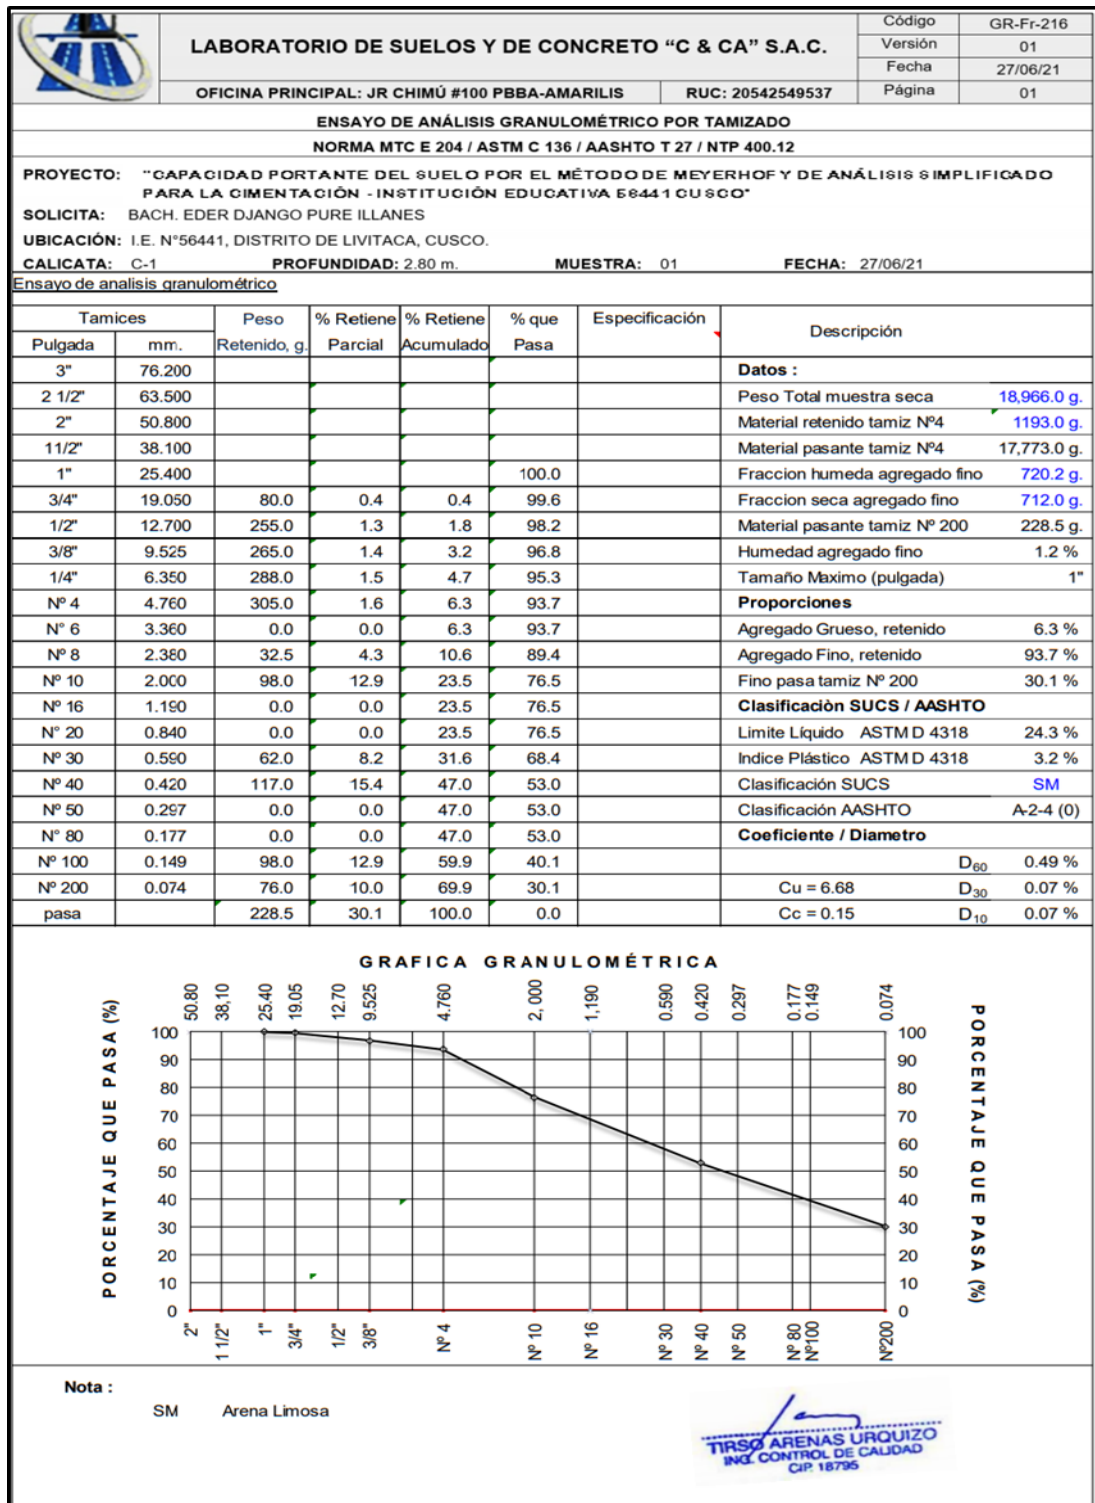 LABORATORIO DE SUELOS Y DE CONCRETO “C & CA” S.A.C.
Código GR-Fr-216
Versión 01
Fecha 27/06/21
Página 01
OFICINA PRINCIPAL: JR CHIMÚ #100 PBBA-AMARILIS RUC: 20542549537
ENSAYO DE ANÁLISIS GRANULOMÉTRICO POR TAMIZADO
NORMA MTC E 204 / ASTM C 136 / AASHTO T 27 / NTP 400.12
PROYECTO: "CAPACIDAD PORTANTE DEL SUELO POR EL MÉTODO DE MEYERHOF Y DE ANÁLISIS SIMPLIFICADO
PARA LA CIMENTACIÓN - INSTITUCIÓN EDUCATIVA 56441 CUSCO"
SOLICITA: BACH. EDER DJANGO PURE ILLANES
UBICACIÓN: I.E. N°56441, DISTRITO DE LIVITACA, CUSCO.
CALICATA: C-1 PROFUNDIDAD: 2.80 m. MUESTRA: 01 FECHA: 27/06/21
Ensayo de analisis granulométrico
Tamices Peso % Retiene % Retiene % que Especificación Descripción
Pulgada mm. Retenido, g. Parcial Acumulado Pasa
3" 76.200 Datos :
2 1/2" 63.500 Peso Total muestra seca 18,966.0 g.
2" 50.800 Material retenido tamiz Nº4 1193.0 g.
11/2" 38.100 Material pasante tamiz Nº4 17,773.0 g.
1" 25.400 100.0 Fraccion humeda agregado fino 720.2 g.
3/4" 19.050 80.0 0.4 0.4 99.6 Fraccion seca agregado fino 712.0 g.
1/2" 12.700 255.0 1.3 1.8 98.2 Material pasante tamiz Nº 200 228.5 g.
3/8" 9.525 265.0 1.4 3.2 96.8 Humedad agregado fino 1.2 %
1/4" 6.350 288.0 1.5 4.7 95.3 Tamaño Maximo (pulgada) 1"
Nº 4 4.760 305.0 1.6 6.3 93.7 Proporciones
N° 6 3.360 0.0 0.0 6.3 93.7 Agregado Grueso, retenido 6.3 %
Nº 8 2.380 32.5 4.3 10.6 89.4 Agregado Fino, retenido 93.7 %
Nº 10 2.000 98.0 12.9 23.5 76.5 Fino pasa tamiz Nº 200 30.1 %
Nº 16 1.190 0.0 0.0 23.5 76.5 Clasificaciòn SUCS / AASHTO
N° 20 0.840 0.0 0.0 23.5 76.5 Limite Líquido ASTM D 4318 24.3 %
Nº 30 0.590 62.0 8.2 31.6 68.4 Indice Plástico ASTM D 4318 3.2 %
Nº 40 0.420 117.0 15.4 47.0 53.0 Clasificación SUCS SM
Nº 50 0.297 0.0 0.0 47.0 53.0 Clasificación AASHTO A-2-4 (0)
N° 80 0.177 0.0 0.0 47.0 53.0 Coeficiente / Diametro
Nº 100 0.149 98.0 12.9 59.9 40.1 D60 0.49 %
Nº 200 0.074 76.0 10.0 69.9 30.1 Cu = 6.68 D30 0.07 %
pasa 228.5 30.1 100.0 0.0 Cc = 0.15 D10 0.07 %
GRAFICA GRANULOMÉTRICA
50.80 38,10 25.40 19.05 12.70 9.525 4.760 2,000 1,190 0.590 0.420 0.297 0.177 0.149 0.074
PORCENTAJE QUE PASA (%)
100 100
90 90
80 80
70 70
60 60
50 50
40 40
30 30
20 20
10 10
0 0
PORCENTAJE QUE PASA (%)
2" 1 1/2" 1" 3/4" 1/2" 3/8" Nº 4 Nº 10 Nº 16 Nº 30 Nº 40 Nº 50 Nº 80 Nº100 Nº200
Nota :
SM Arena Limosa
TIRSO ARENAS URQUIZO
ING. CONTROL DE CALIDAD
CIP. 18795